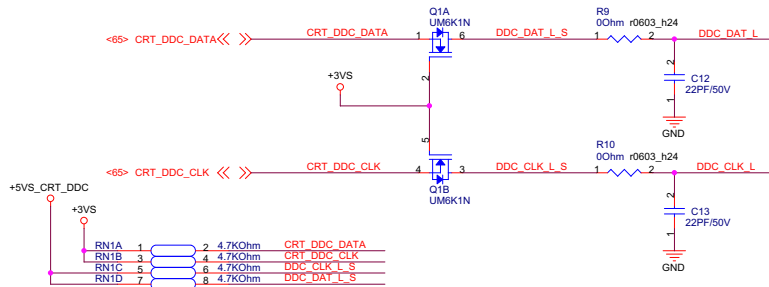 Q1A
UM6K1N
R9
0Ohm r0603_h24
<65> CRT_DDC_DATA
CRT_DDC_DATA
1
6
DDC_DAT_L_S
1
2
DDC_DAT_L
2
+3VS
2
C12
22PF/50V
1
GND
5
R10
0Ohm r0603_h24
<65> CRT_DDC_CLK
CRT_DDC_CLK
4
3
DDC_CLK_L_S
1
2
DDC_CLK_L
Q1B
UM6K1N
+5VS_CRT_DDC
+3VS
2
C13
22PF/50V
1
GND
RN1A 1 2 4.7KOhm CRT_DDC_DATA
RN1B 3 4 4.7KOhm CRT_DDC_CLK
RN1C 5 6 4.7KOhm DDC_CLK_L_S
RN1D 7 8 4.7KOhm DDC_DAT_L_S